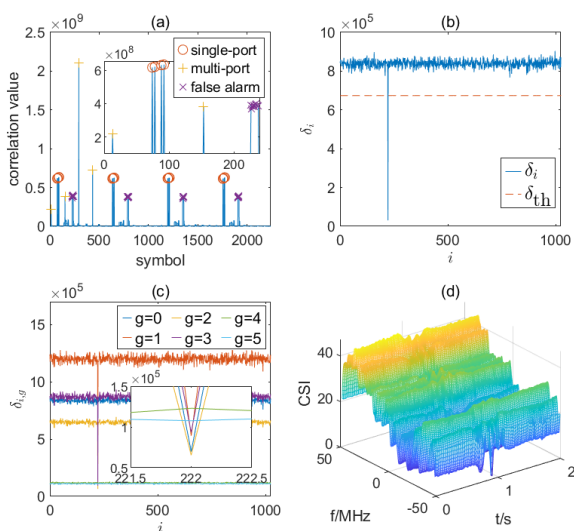 (a)
×10⁹
2.5
2
1.5
1
0.5
0
0
500
1000
1500
2000
correlation value
symbol
single-port
multi-port
false alarm
×10⁸
6
4
2
0
100
200
(b)
×10⁵
10
8
6
4
2
0
0
500
1000
δᵢ
i
δᵢ
δth
(c)
×10⁵
15
10
5
0
0
500
1000
δᵢ,g
i
g=0
g=2
g=4
g=1
g=3
g=5
×10⁵
1.5
1
0.5
221.5
222
222.5
(d)
CSI
40
20
0
50
0
-50
f/MHz
0
1
2
t/s